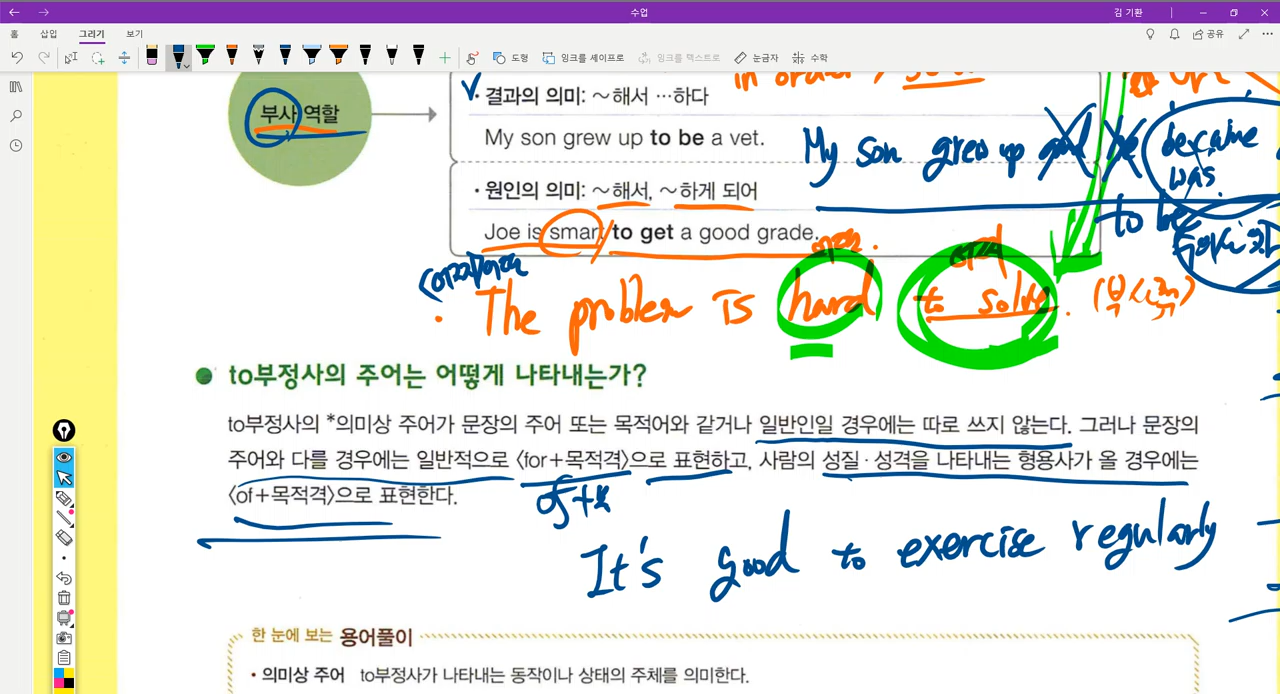 수업
김 기환
홈 삽입 그리기 보기
도형 잉크를 셰이프로 잉크를 텍스트로 눈금자 수학 공유
in order
부사 역할
· 결과의 의미: ~해서 …하다
My son grew up to be a vet.
My son grew up and be became
was
to be
· 원인의 의미: ~해서, ~하게 되어
Joe is smart to get a good grade.
· The problem is hard to solve.
to부정사의 주어는 어떻게 나타내는가?
to부정사의 *의미상 주어가 문장의 주어 또는 목적어와 같거나 일반인일 경우에는 따로 쓰지 않는다. 그러나 문장의
주어와 다를 경우에는 일반적으로 〈for+목적격〉으로 표현하고, 사람의 성질·성격을 나타내는 형용사가 올 경우에는
〈of+목적격〉으로 표현한다.
of+목
It's good to exercise regularly
한 눈에 보는 용어풀이
· 의미상 주어 to부정사가 나타내는 동작이나 상태의 주체를 의미한다.